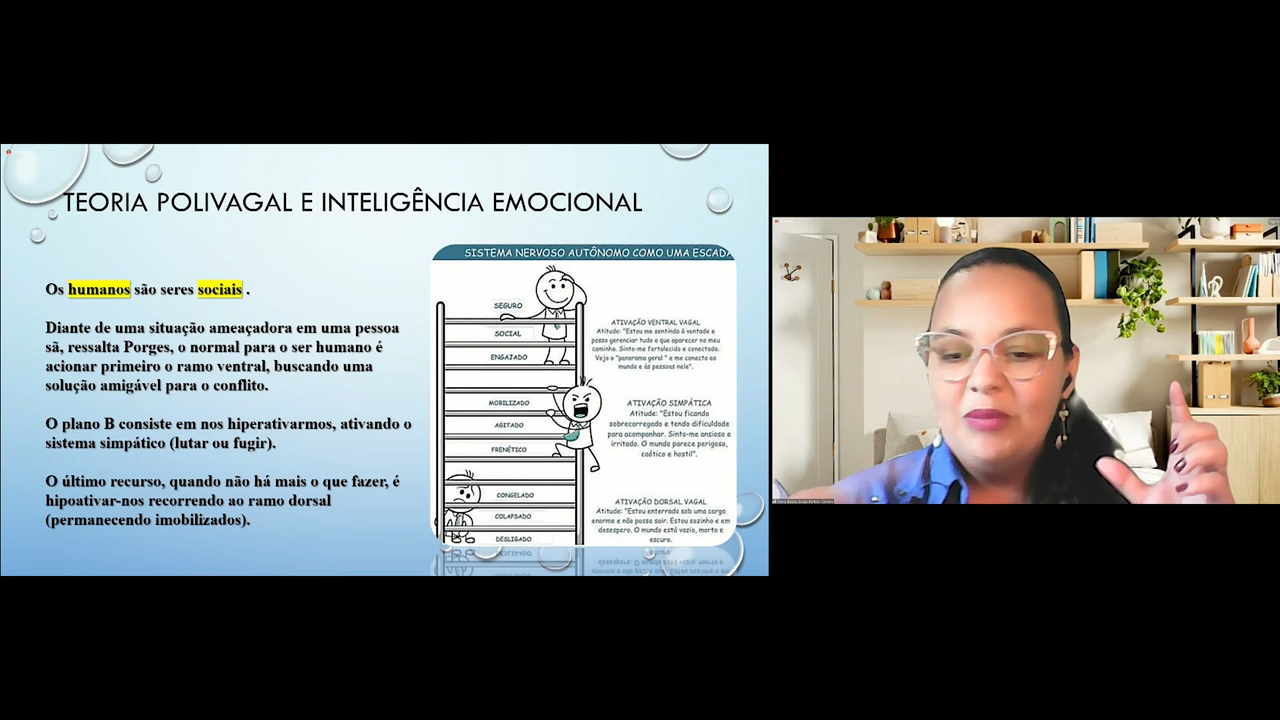 TEORIA POLIVAGAL E INTELIGÊNCIA EMOCIONAL
Os humanos são seres sociais .
Diante de uma situação ameaçadora em uma pessoa
sã, ressalta Porges, o normal para o ser humano é
acionar primeiro o ramo ventral, buscando uma
solução amigável para o conflito.
O plano B consiste em nos hiperativarmos, ativando o
sistema simpático (lutar ou fugir).
O último recurso, quando não há mais o que fazer, é
hipoativar-nos recorrendo ao ramo dorsal
(permanecendo imobilizados).
SISTEMA NERVOSO AUTÔNOMO COMO UMA ESCADA
SEGURO
SOCIAL
ENGAJADO
MOBILIZADO
AGITADO
FRENÉTICO
CONGELADO
COLAPSADO
DESLIGADO
ATIVAÇÃO VENTRAL VAGAL
Atitude: "Estou me sentindo à vontade e
posso gerenciar tudo o que aparecer no meu
caminho. Sinto-me fortalecido e conectado.
Vejo o "panorama geral " e me conecto ao
mundo e às pessoas nele".
ATIVAÇÃO SIMPÁTICA
Atitude: "Estou ficando
sobrecarregado e tendo dificuldade
para acompanhar. Sinto-me ansioso e
irritado. O mundo parece perigoso,
caótico e hostil".
ATIVAÇÃO DORSAL VAGAL
Atitude: "Estou enterrado sob uma carga
enorme e não posso sair. Estou sozinho e em
desespero. O mundo está vazio, morto e
escuro.